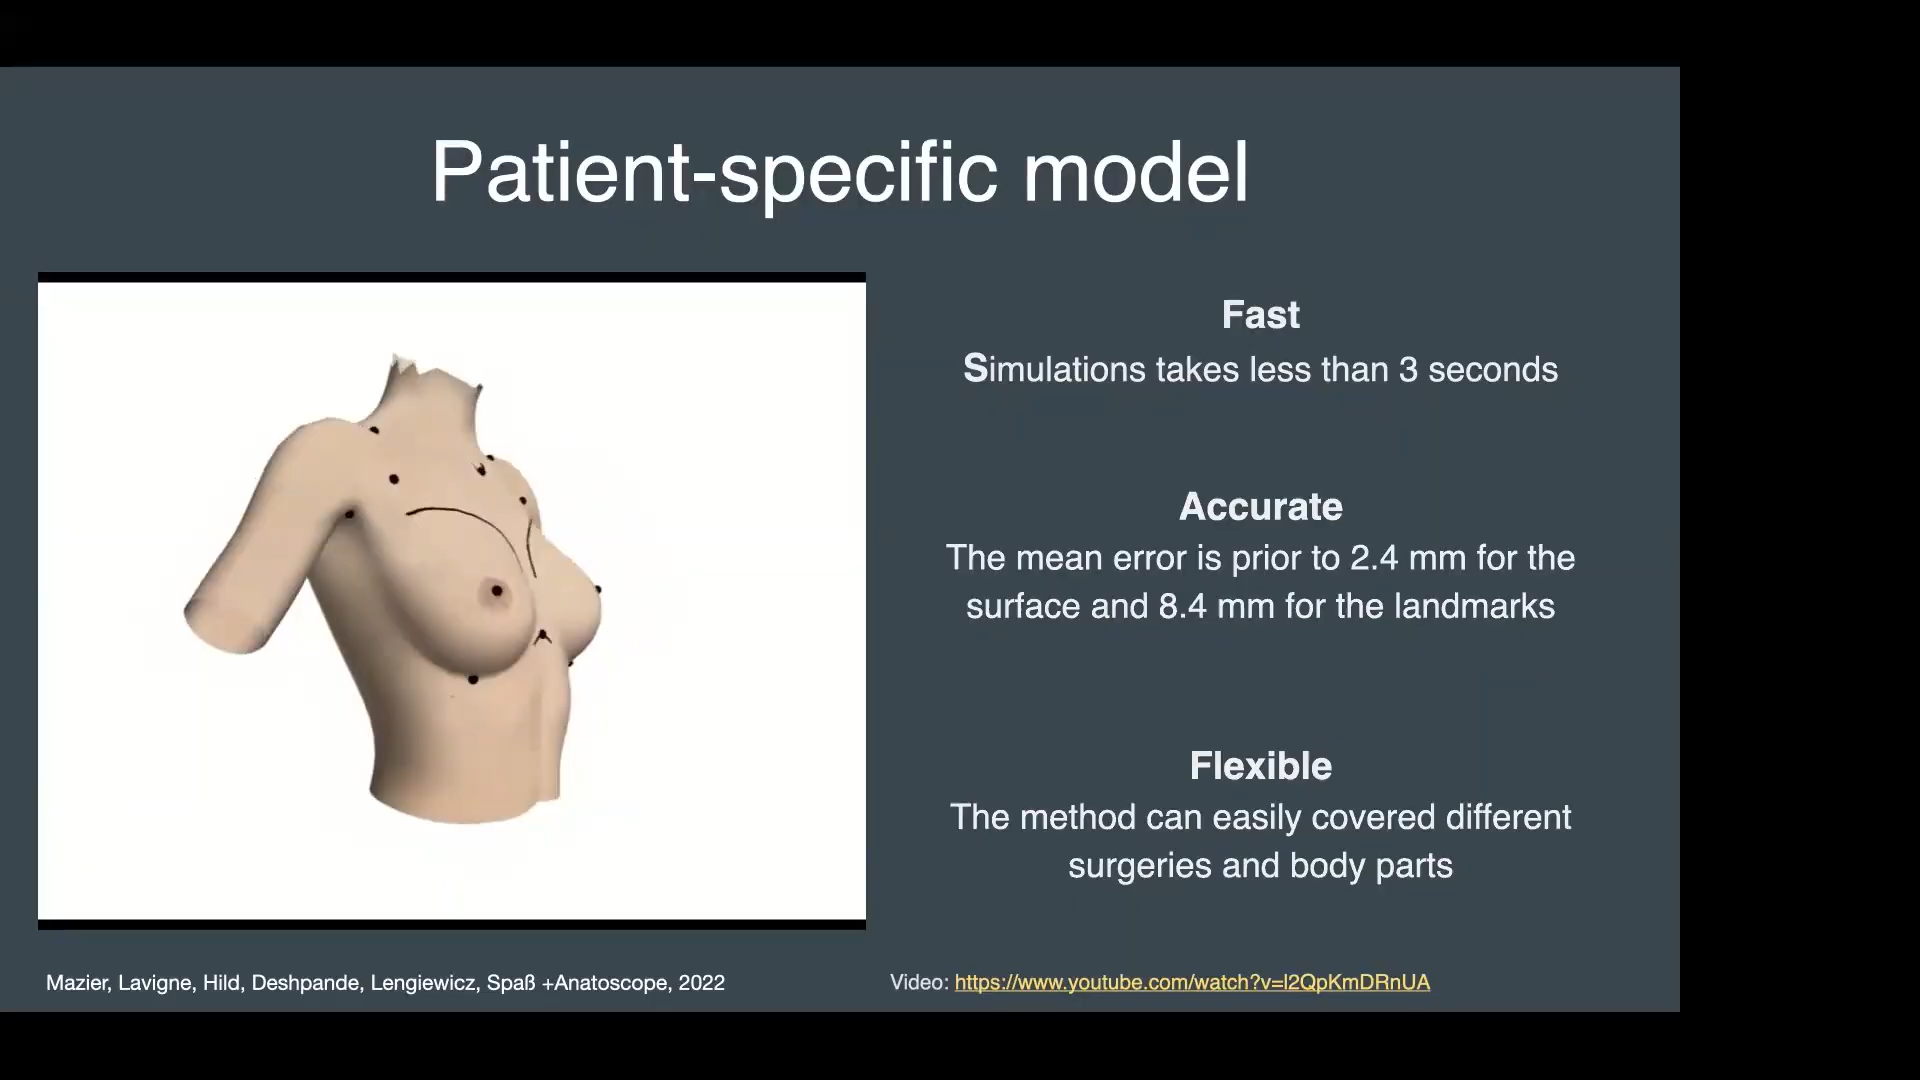 Patient-specific model
Fast
Simulations takes less than 3 seconds
Accurate
The mean error is prior to 2.4 mm for the
surface and 8.4 mm for the landmarks
Flexible
The method can easily covered different
surgeries and body parts
Mazier, Lavigne, Hild, Deshpande, Lengiewicz, Spaß +Anatoscope, 2022
Video: https://www.youtube.com/watch?v=l2QpKmDRnUA